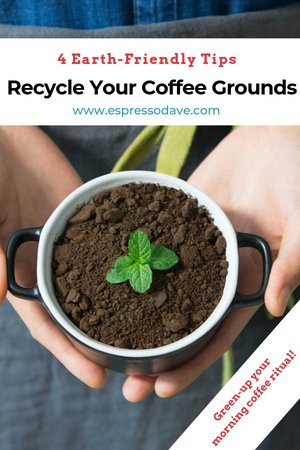 4 Earth-Friendly Tips
Recycle Your Coffee Grounds
www.espressodave.com
Green-up your
morning coffee ritual!